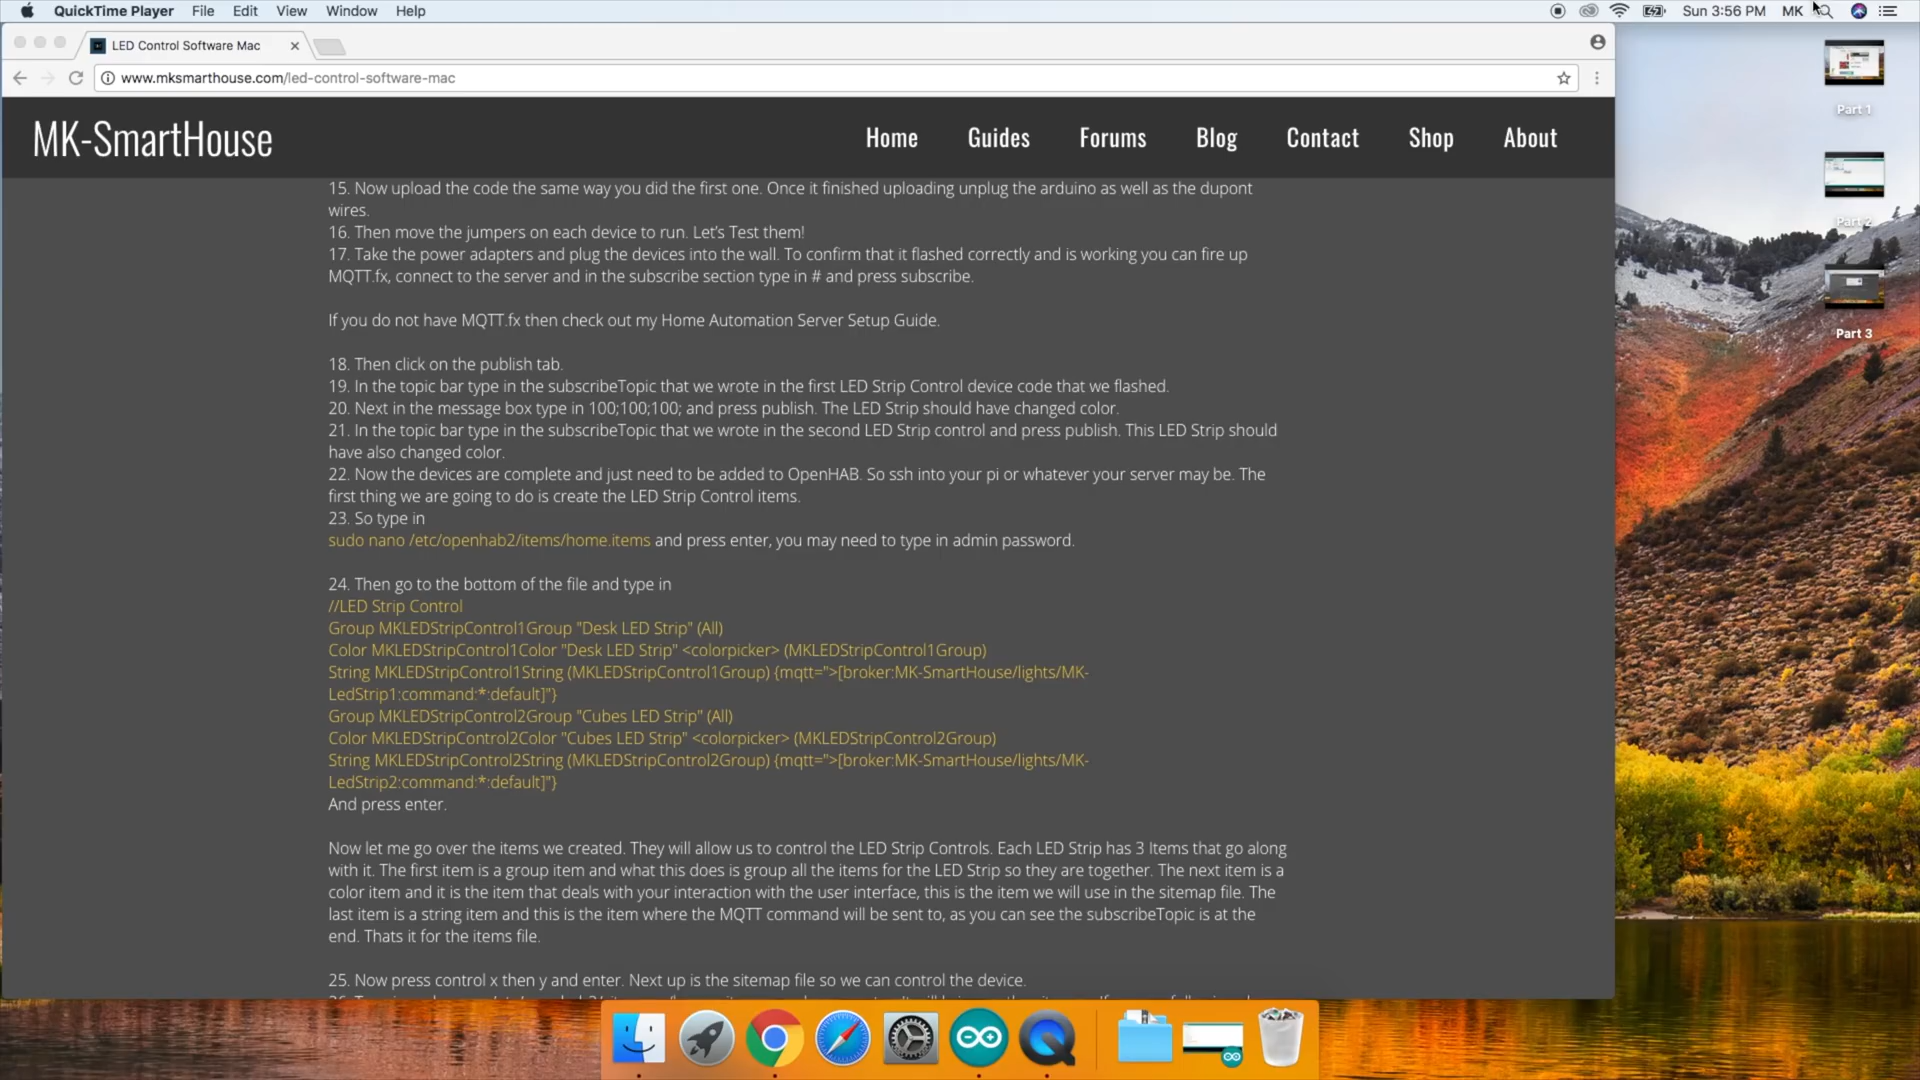 QuickTime Player File Edit View Window Help Sun 3:56 PM MK
LED Control Software Mac
www.mksmarthouse.com/led-control-software-mac
MK-SmartHouse Home Guides Forums Blog Contact Shop About
15. Now upload the code the same way you did the first one. Once it finished uploading unplug the arduino as well as the dupont
wires.
16. Then move the jumpers on each device to run. Let's Test them!
17. Take the power adapters and plug the devices into the wall. To confirm that it flashed correctly and is working you can fire up
MQTT.fx, connect to the server and in the subscribe section type in # and press subscribe.
If you do not have MQTT.fx then check out my Home Automation Server Setup Guide.
18. Then click on the publish tab.
19. In the topic bar type in the subscribeTopic that we wrote in the first LED Strip Control device code that we flashed.
20. Next in the message box type in 100;100;100; and press publish. The LED Strip should have changed color.
21. In the topic bar type in the subscribeTopic that we wrote in the second LED Strip control and press publish. This LED Strip should
have also changed color.
22. Now the devices are complete and just need to be added to OpenHAB. So ssh into your pi or whatever your server may be. The
first thing we are going to do is create the LED Strip Control items.
23. So type in
sudo nano /etc/openhab2/items/home.items and press enter, you may need to type in admin password.
24. Then go to the bottom of the file and type in
//LED Strip Control
Group MKLEDStripControl1Group "Desk LED Strip" (All)
Color MKLEDStripControl1Color "Desk LED Strip" <colorpicker> (MKLEDStripControl1Group)
String MKLEDStripControl1String (MKLEDStripControl1Group) {mqtt=">[broker:MK-SmartHouse/lights/MK-
LedStrip1:command:*:default]"}
Group MKLEDStripControl2Group "Cubes LED Strip" (All)
Color MKLEDStripControl2Color "Cubes LED Strip" <colorpicker> (MKLEDStripControl2Group)
String MKLEDStripControl2String (MKLEDStripControl2Group) {mqtt=">[broker:MK-SmartHouse/lights/MK-
LedStrip2:command:*:default]"}
And press enter.
Now let me go over the items we created. They will allow us to control the LED Strip Controls. Each LED Strip has 3 Items that go along
with it. The first item is a group item and what this does is group all the items for the LED Strip so they are together. The next item is a
color item and it is the item that deals with your interaction with the user interface, this is the item we will use in the sitemap file. The
last item is a string item and this is the item where the MQTT command will be sent to, as you can see the subscribeTopic is at the
end. Thats it for the items file.
25. Now press control x then y and enter. Next up is the sitemap file so we can control the device.
Part 1
Part 2
Part 3